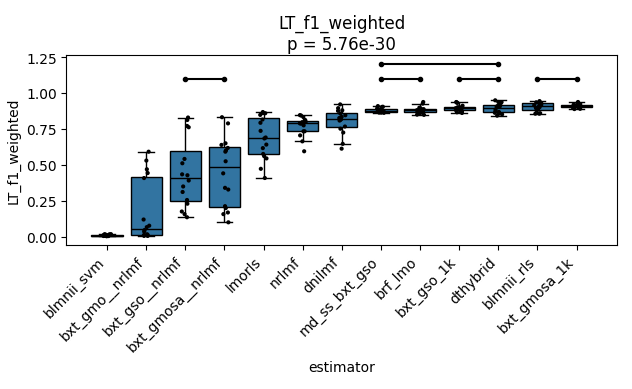 LT_f1_weighted
p = 5.76e-30
1.25
1.00
0.75
0.50
0.25
0.00
LT_f1_weighted
blmnii_svm
bxt_gmo__nrlmf
bxt_gso__nrlmf
bxt_gmosa__nrlmf
lmorls
nrlmf
dnilmf
md_ss_bxt_gso
brf_lmo
bxt_gso_1k
dthybrid
blmnii_rls
bxt_gmosa_1k
estimator